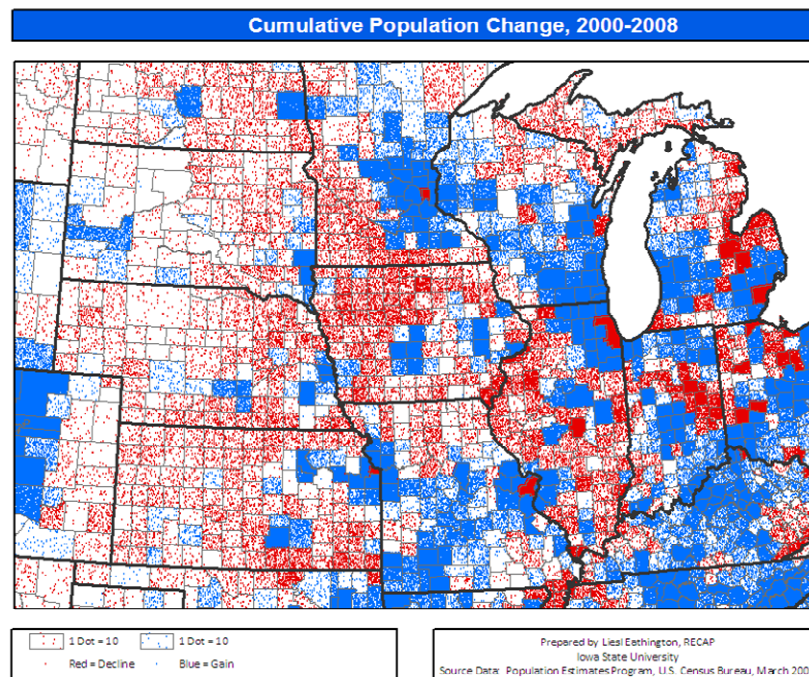 Cumulative Population Change, 2000-2008
1 Dot = 10 1 Dot = 10
Red = Decline Blue = Gain
Prepared by Liesl Eathington, RECAP
Iowa State University
Source Data: Population Estimates Program, U.S. Census Bureau, March 200